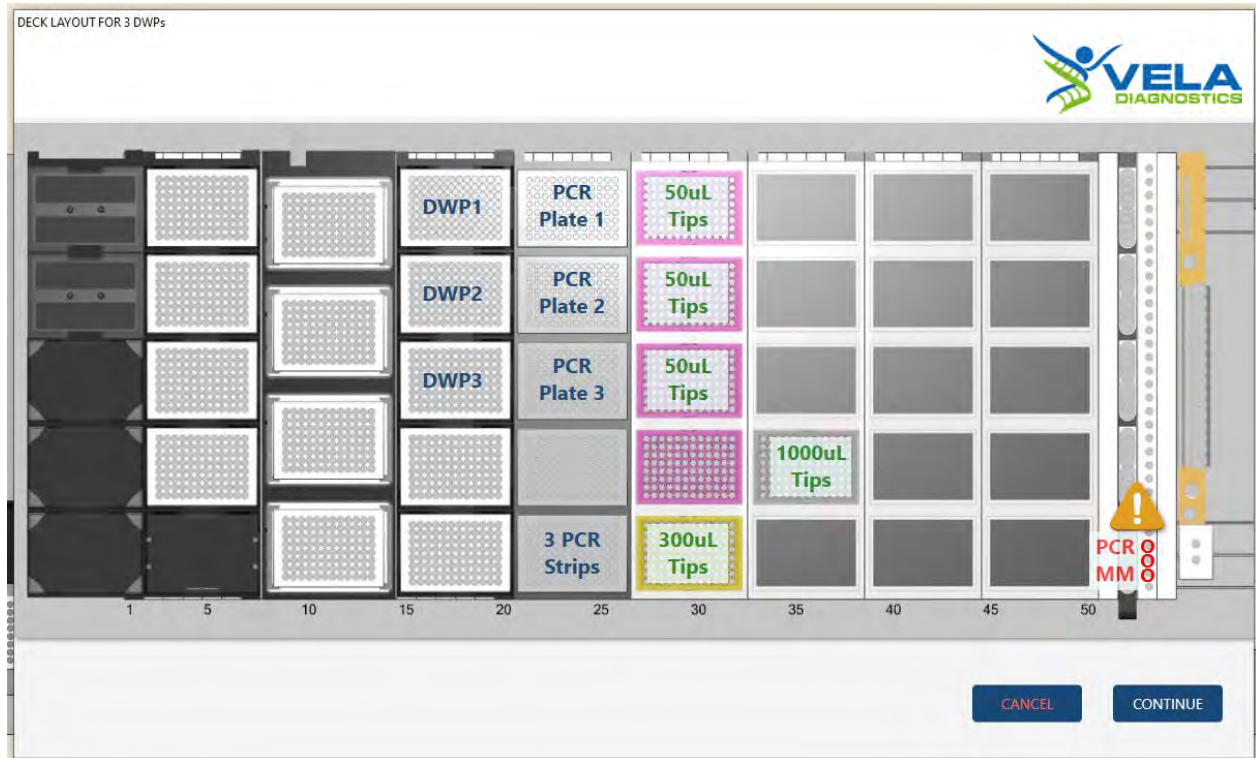 DECK LAYOUT FOR 3 DWPs
VELA
DIAGNOSTICS
DWP1
PCR
Plate 1
50uL
Tips
DWP2
PCR
Plate 2
50uL
Tips
DWP3
PCR
Plate 3
50uL
Tips
1000uL
Tips
3 PCR
Strips
300uL
Tips
PCR
MM
1 5 10 15 20 25 30 35 40 45 50
CANCEL CONTINUE